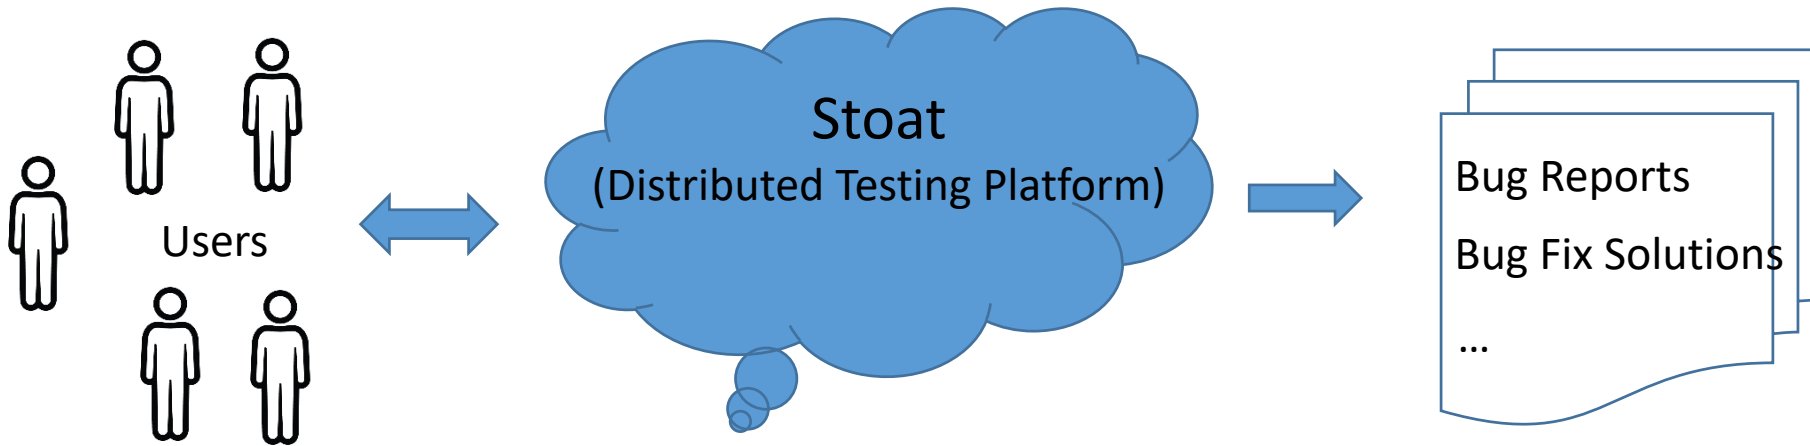 Users
Stoat
(Distributed Testing Platform)
Bug Reports
Bug Fix Solutions
...